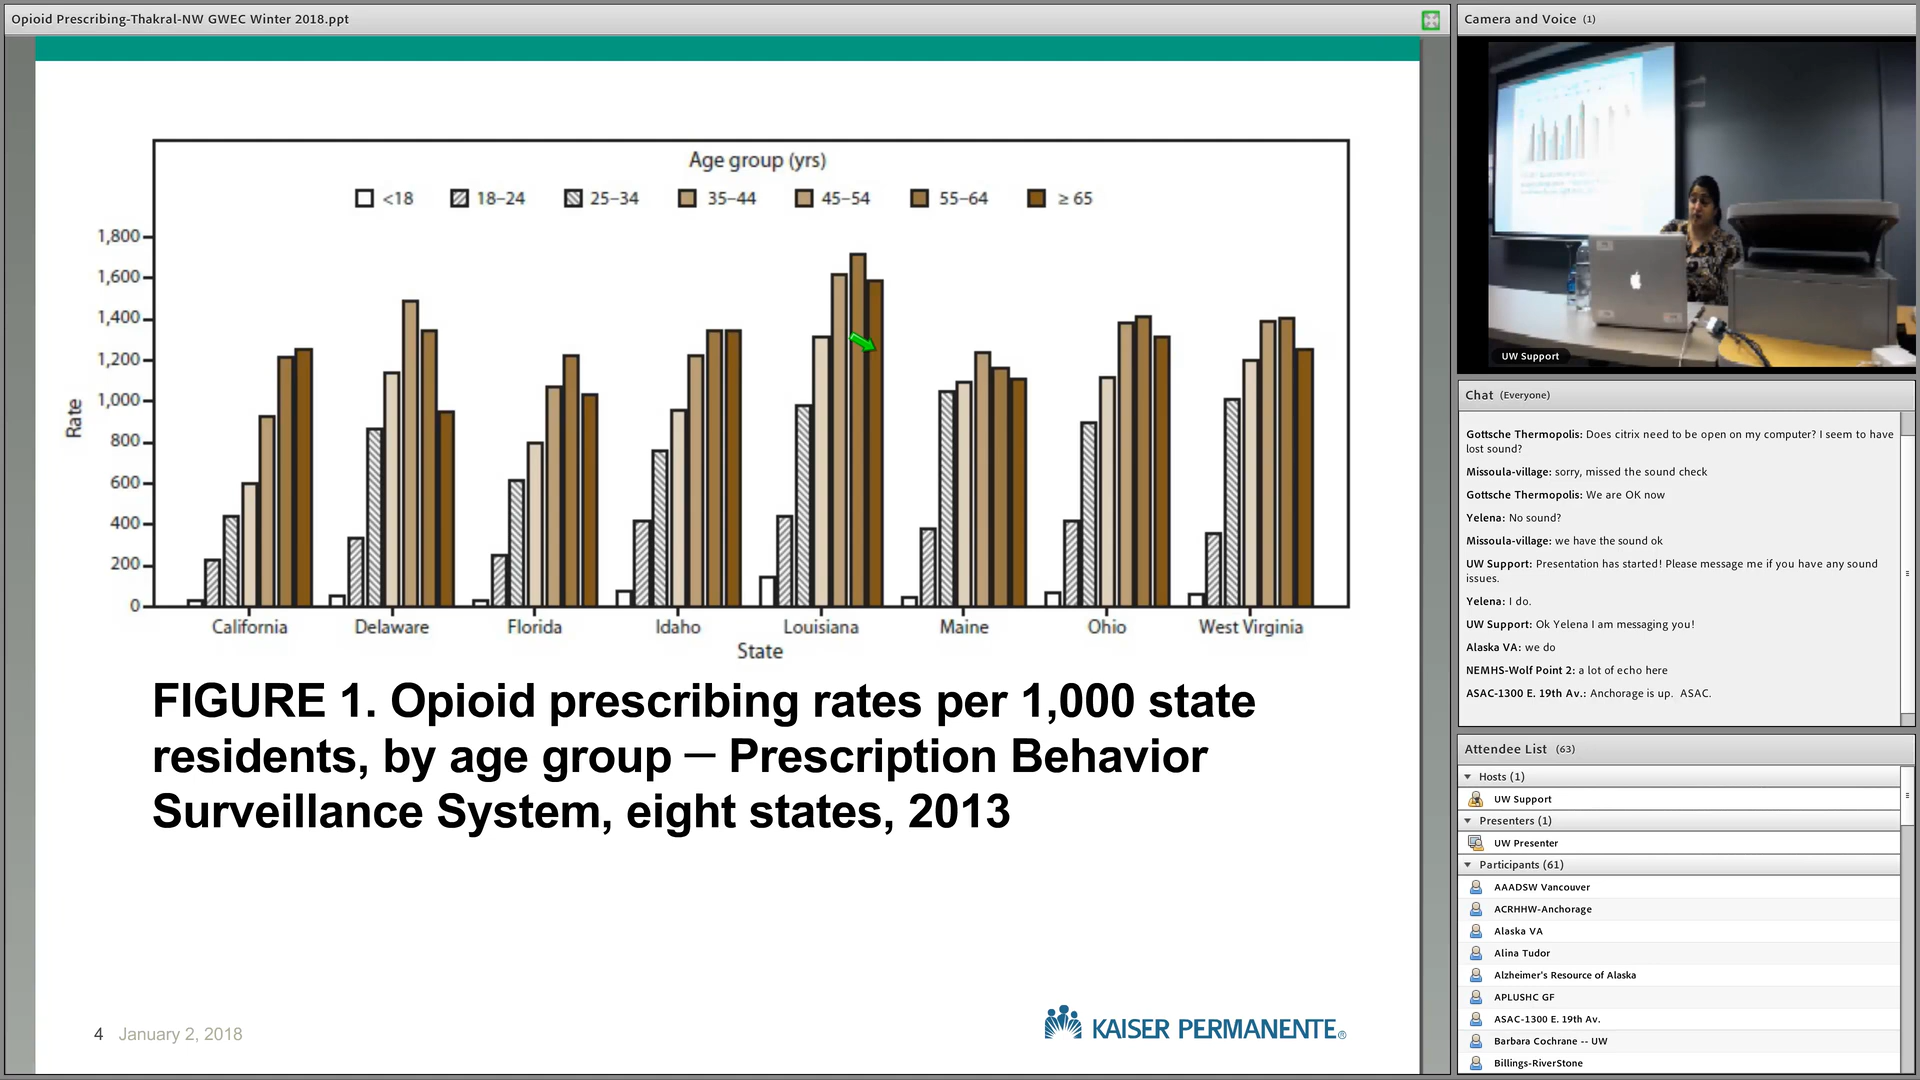 Opioid Prescribing-Thakral-NW GWEC Winter 2018.ppt
Age group (yrs)
<18 18–24 25–34 35–44 45–54 55–64 ≥ 65
1,800
1,600
1,400
1,200
1,000
800
600
400
200
0
Rate
California Delaware Florida Idaho Louisiana Maine Ohio West Virginia
State
FIGURE 1. Opioid prescribing rates per 1,000 state
residents, by age group — Prescription Behavior
Surveillance System, eight states, 2013
4 January 2, 2018
KAISER PERMANENTE®
Camera and Voice (1)
UW Support
Chat (Everyone)
Gottsche Thermopolis: Does citrix need to be open on my computer? I seem to have
lost sound?
Missoula-village: sorry, missed the sound check
Gottsche Thermopolis: We are OK now
Yelena: No sound?
Missoula-village: we have the sound ok
UW Support: Presentation has started! Please message me if you have any sound
issues.
Yelena: I do.
UW Support: Ok Yelena I am messaging you!
Alaska VA: we do
NEMHS-Wolf Point 2: a lot of echo here
ASAC-1300 E. 19th Av.: Anchorage is up. ASAC.
Attendee List (63)
Hosts (1)
UW Support
Presenters (1)
UW Presenter
Participants (61)
AAADSW Vancouver
ACRHHW-Anchorage
Alaska VA
Alina Tudor
Alzheimer's Resource of Alaska
APLUSHC GF
ASAC-1300 E. 19th Av.
Barbara Cochrane -- UW
Billings-RiverStone